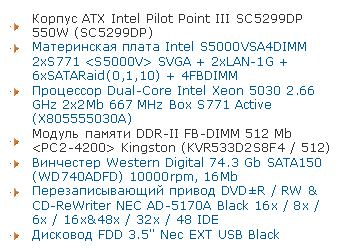 Корпус ATX Intel Pilot Point III SC5299DP
550W (SC5299DP)
Материнская плата Intel S5000VSA4DIMM
2xS771 <S5000V> SVGA + 2xLAN-1G +
6xSATARaid(0,1,10) + 4FBDIMM
Процессор Dual-Core Intel Xeon 5030 2.66
GHz 2x2Mb 667 MHz Box S771 Active
(X805555030A)
Модуль памяти DDR-II FB-DIMM 512 Mb
<PC2-4200> Kingston (KVR533D2S8F4 / 512)
Винчестер Western Digital 74.3 Gb SATA150
(WD740ADFD) 10000rpm, 16Mb
Перезаписывающий привод DVD±R / RW &
CD-ReWriter NEC AD-5170A Black 16x / 8x /
6x / 16x&48x / 32x / 48 IDE
Дисковод FDD 3.5" Nec EXT USB Black